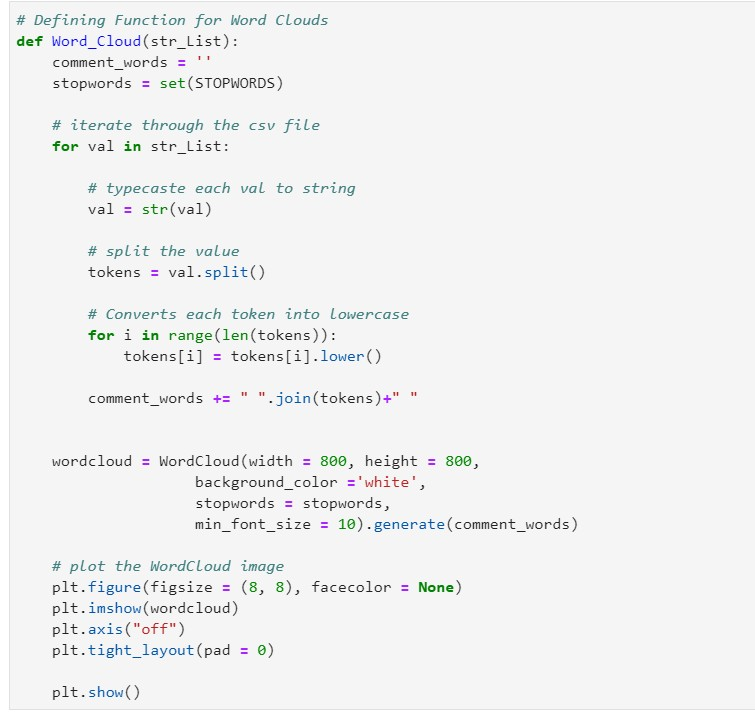 # Defining Function for Word Clouds
def Word_Cloud(str_List):
    comment_words = ''
    stopwords = set(STOPWORDS)

    # iterate through the csv file
    for val in str_List:

        # typecaste each val to string
        val = str(val)

        # split the value
        tokens = val.split()

        # Converts each token into lowercase
        for i in range(len(tokens)):
            tokens[i] = tokens[i].lower()

        comment_words += " ".join(tokens)+" "


    wordcloud = WordCloud(width = 800, height = 800,
                    background_color ='white',
                    stopwords = stopwords,
                    min_font_size = 10).generate(comment_words)

    # plot the WordCloud image
    plt.figure(figsize = (8, 8), facecolor = None)
    plt.imshow(wordcloud)
    plt.axis("off")
    plt.tight_layout(pad = 0)

    plt.show()